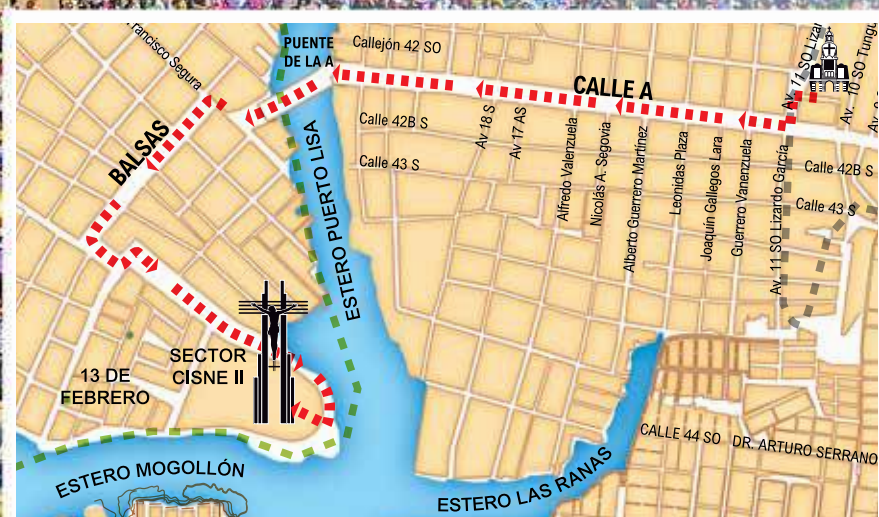 Francisco Segura
PUENTE
DE LA A
Callejón 42 SO
CALLE A
Av. 11 SO Lizar
Av. 10 SO Tungu
Av.
BALSAS
Calle 42B S
Calle 43 S
Av 18 S
Av 17 AS
Alfredo Valenzuela
Nicolás A. Segovia
Alberto Guerrero Martínez
Leonidas Plaza
Joaquin Gallegos Lara
Guerrero Vanenzuela
Av. 11 SO Lizardo García
Calle 42B S
Calle 43 S
ESTERO PUERTO LISA
SECTOR
CISNE II
13 DE
FEBRERO
CALLE 44 SO DR. ARTURO SERRANO
ESTERO MOGOLLÓN
ESTERO LAS RANAS